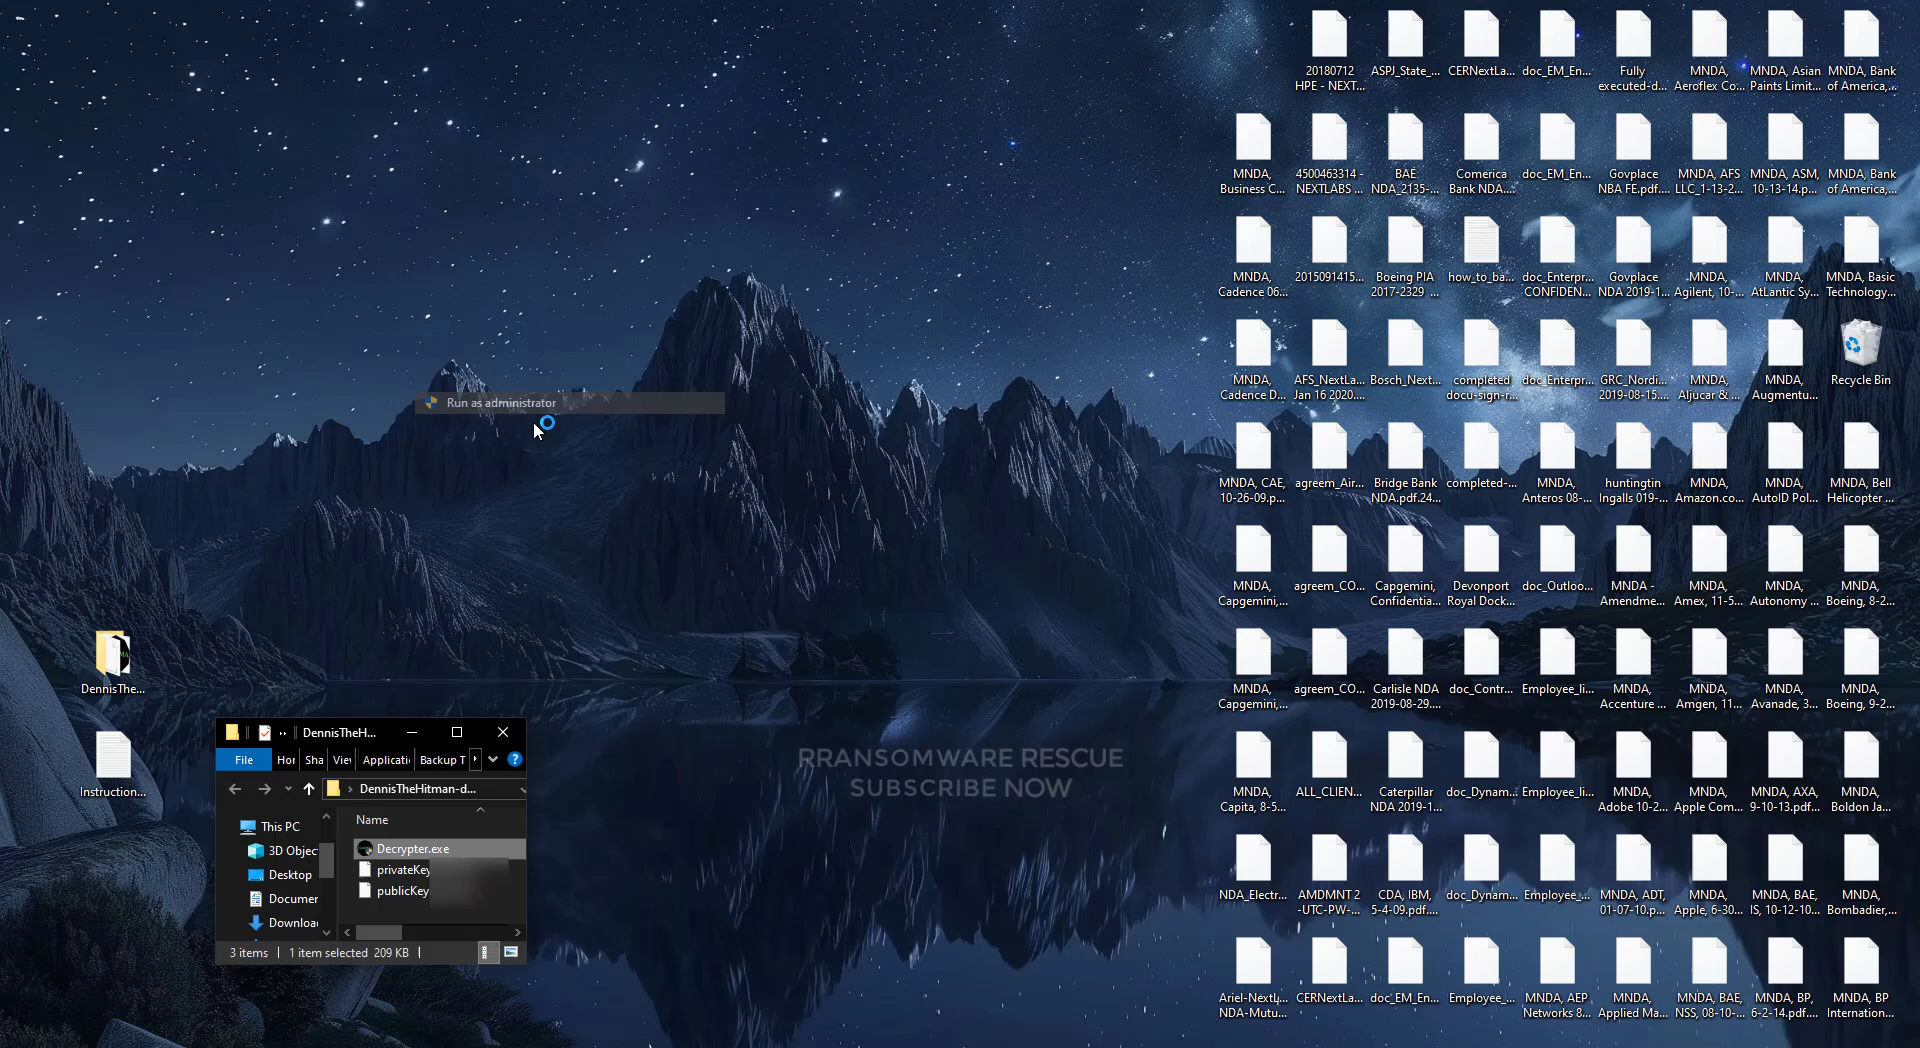 20180712
HPE - NEXT...
ASPJ_State_...
CERNextLa...
doc_EM_En...
Fully
executed-d...
MNDA,
Aeroflex Co...
MNDA, Asian
Paints Limit...
MNDA, Bank
of America,...
MNDA,
Business C...
4500463314 -
NEXTLABS ...
BAE
NDA_2135-...
Comerica
Bank NDA....
doc_EM_En...
Govplace
NBA FE.pdf....
MNDA, AFS
LLC_1-13-2...
MNDA, ASM,
10-13-14.p...
MNDA, Bank
of America,...
MNDA,
Cadence 06...
2015091415...
Boeing PIA
2017-2329 ...
how_to_ba...
doc_Enterpr...
CONFIDEN...
Govplace
NDA 2019-1...
MNDA,
Agilent, 10-...
MNDA,
AtLantic Sy...
MNDA, Basic
Technology...
MNDA,
Cadence D...
AFS_NextLa...
Jan 16 2020....
Bosch_Next...
completed
docu-sign-r...
doc_Enterpr...
GRC_Nordi...
2019-08-15....
MNDA,
Aljucar & ...
MNDA,
Augmentu...
Recycle Bin
Run as administrator
MNDA, CAE,
10-26-09.p...
agreem_Air...
Bridge Bank
NDA.pdf.24...
completed-...
MNDA,
Anteros 08-...
huntingtin
Ingalls 019-...
MNDA,
Amazon.co...
MNDA,
AutoID Pol...
MNDA, Bell
Helicopter ...
MNDA,
Capgemini,...
agreem_CO...
Capgemini,
Confidentia...
Devonport
Royal Dock...
doc_Outloo...
MNDA -
Amendme...
MNDA,
Amex, 11-5...
MNDA,
Autonomy ...
MNDA,
Boeing, 8-2...
MNDA,
Capgemini,...
agreem_CO...
Carlisle NDA
2019-08-29....
doc_Contr...
Employee_li...
MNDA,
Accenture ...
MNDA,
Amgen, 11...
MNDA,
Avanade, 3...
MNDA,
Boeing, 9-2...
DennisThe...
MNDA,
Capita, 8-5...
ALL_CLIEN...
Caterpillar
NDA 2019-1...
doc_Dynam...
Employee_li...
MNDA,
Adobe 10-2...
MNDA,
Apple Com...
MNDA, AXA,
9-10-13.pdf...
MNDA,
Boldon Ja...
Instruction...
RRANSOMWARE RESCUE
SUBSCRIBE NOW
DennisTheH...
File
Hor
Sha
Viev
Applicati
Backup T
DennisTheHitman-d...
Name
This PC
3D Objec
Desktop
Documer
Downloac
Decrypter.exe
privateKey
publicKey
3 items
1 item selected 209 KB
NDA_Electr...
AMDMNT 2
-UTC-PW-...
CDA, IBM,
5-4-09.pdf....
doc_Dynam...
Employee_...
MNDA, ADT,
01-07-10.p...
MNDA,
Apple, 6-30...
MNDA, BAE,
IS, 10-12-10...
MNDA,
Bombadier,...
Ariel-NextL...
NDA-Mutu...
CERNextLa...
doc_EM_En...
Employee_...
MNDA, AEP
Networks 8...
MNDA,
Applied Ma...
MNDA, BAE,
NSS, 08-10-...
MNDA, BP,
6-2-14.pdf....
MNDA, BP
Internation...